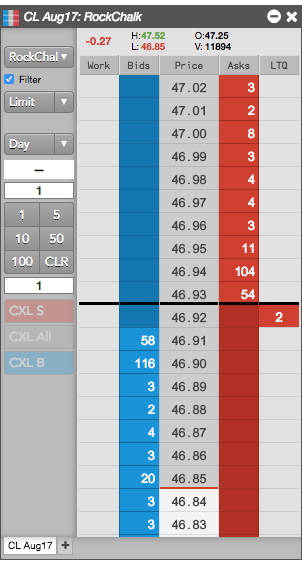 CL Aug17: RockChalk
-0.27 H:47.52 O:47.25
L: 46.85 V: 11894
RockChal
Filter
Limit
Day
—
1
1 5
10 50
100 CLR
1
CXL S
CXL All
CXL B
Work Bids Price Asks LTQ
47.02 3
47.01 2
47.00 8
46.99 3
46.98 4
46.97 4
46.96 3
46.95 11
46.94 104
46.93 54
46.92 2
58 46.91
116 46.90
3 46.89
2 46.88
4 46.87
3 46.86
20 46.85
3 46.84
3 46.83
CL Aug17 +